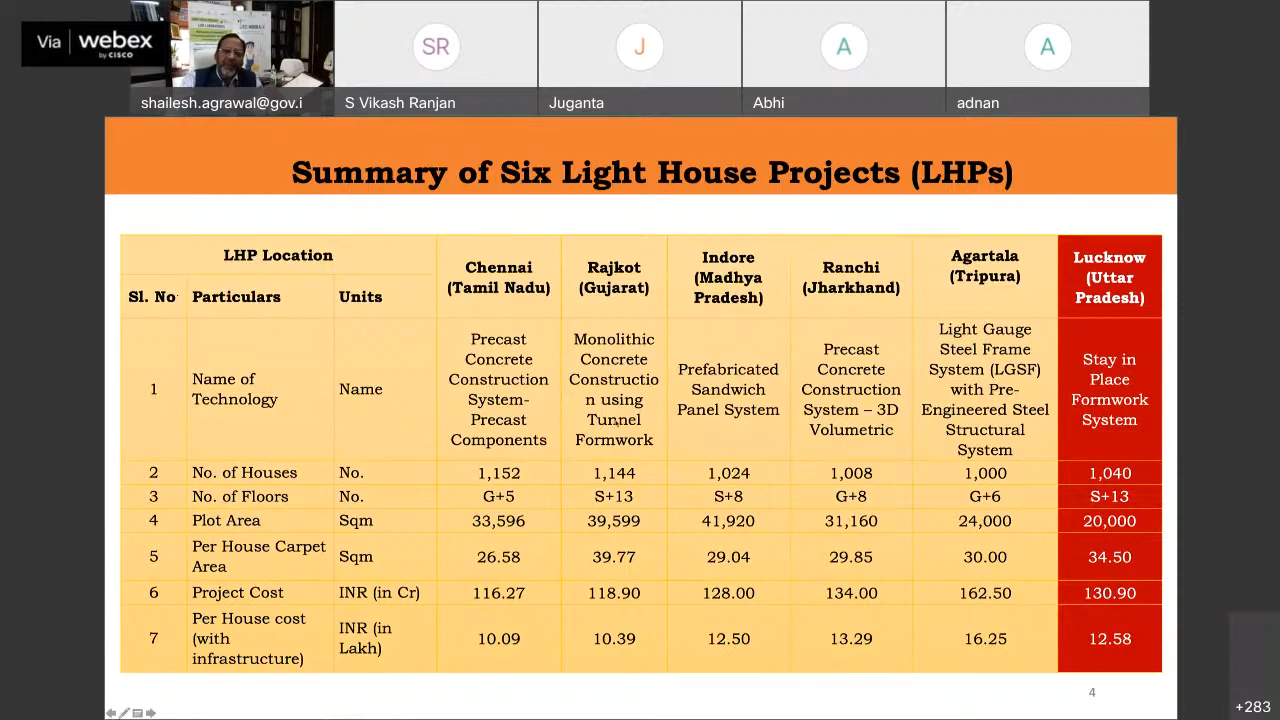 Via webex
by CISCO
SR
J
A
A
shailesh.agrawal@gov.i
S Vikash Ranjan
Juganta
Abhi
adnan
Summary of Six Light House Projects (LHPs)
LHP Location
Sl. No
Particulars
Units
Chennai
(Tamil Nadu)
Rajkot
(Gujarat)
Indore
(Madhya
Pradesh)
Ranchi
(Jharkhand)
Agartala
(Tripura)
Lucknow
(Uttar
Pradesh)
1
Name of
Technology
Name
Precast
Concrete
Construction
System-
Precast
Components
Monolithic
Concrete
Constructio
n using
Tunnel
Formwork
Prefabricated
Sandwich
Panel System
Precast
Concrete
Construction
System – 3D
Volumetric
Light Gauge
Steel Frame
System (LGSF)
with Pre-
Engineered Steel
Structural
System
Stay in
Place
Formwork
System
2 No. of Houses No. 1,152 1,144 1,024 1,008 1,000 1,040
3 No. of Floors No. G+5 S+13 S+8 G+8 G+6 S+13
4 Plot Area Sqm 33,596 39,599 41,920 31,160 24,000 20,000
5
Per House Carpet
Area
Sqm 26.58 39.77 29.04 29.85 30.00 34.50
6 Project Cost INR (in Cr) 116.27 118.90 128.00 134.00 162.50 130.90
7
Per House cost
(with
infrastructure)
INR (in
Lakh)
10.09 10.39 12.50 13.29 16.25 12.58
4
+283